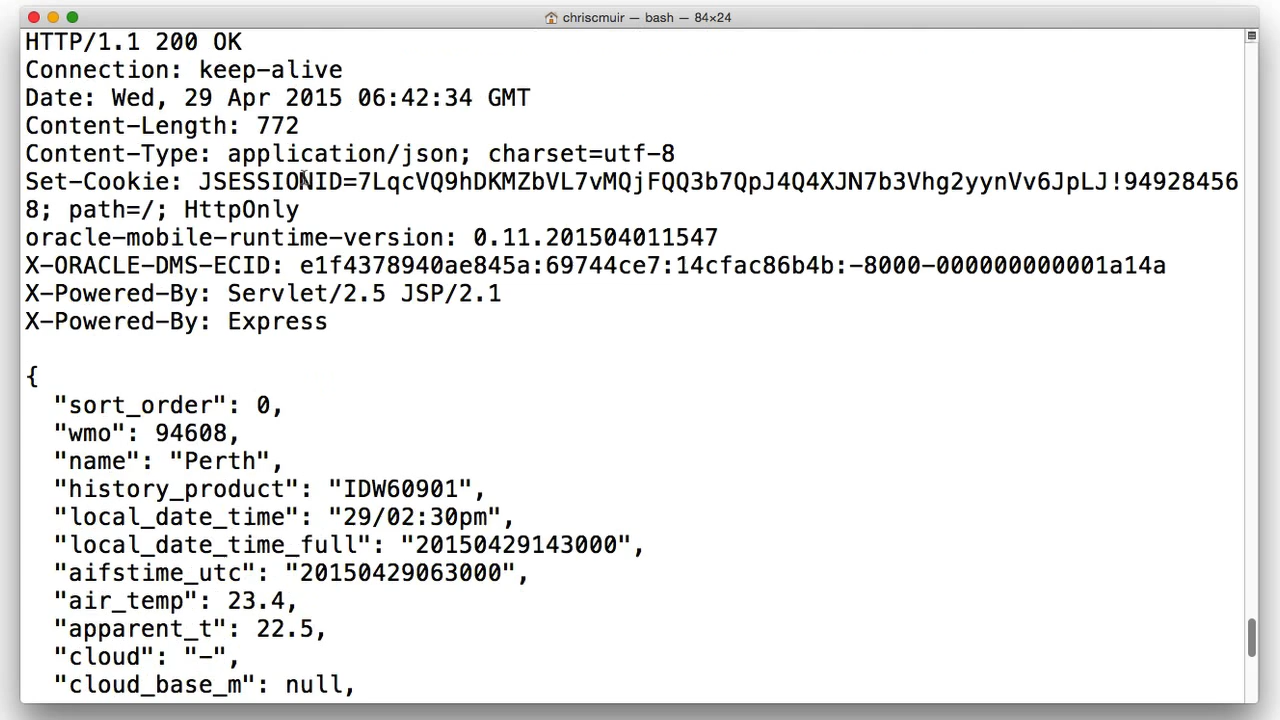 chriscmuir — bash — 84×24
HTTP/1.1 200 OK
Connection: keep-alive
Date: Wed, 29 Apr 2015 06:42:34 GMT
Content-Length: 772
Content-Type: application/json; charset=utf-8
Set-Cookie: JSESSIONID=7LqcVQ9hDKMZbVL7vMQjFQQ3b7QpJ4Q4XJN7b3Vhg2yynVv6JpLJ!94928456
8; path=/; HttpOnly
oracle-mobile-runtime-version: 0.11.201504011547
X-ORACLE-DMS-ECID: e1f4378940ae845a:69744ce7:14cfac86b4b:-8000-000000000001a14a
X-Powered-By: Servlet/2.5 JSP/2.1
X-Powered-By: Express
{
"sort_order": 0,
"wmo": 94608,
"name": "Perth",
"history_product": "IDW60901",
"local_date_time": "29/02:30pm",
"local_date_time_full": "20150429143000",
"aifstime_utc": "20150429063000",
"air_temp": 23.4,
"apparent_t": 22.5,
"cloud": "-",
"cloud_base_m": null,